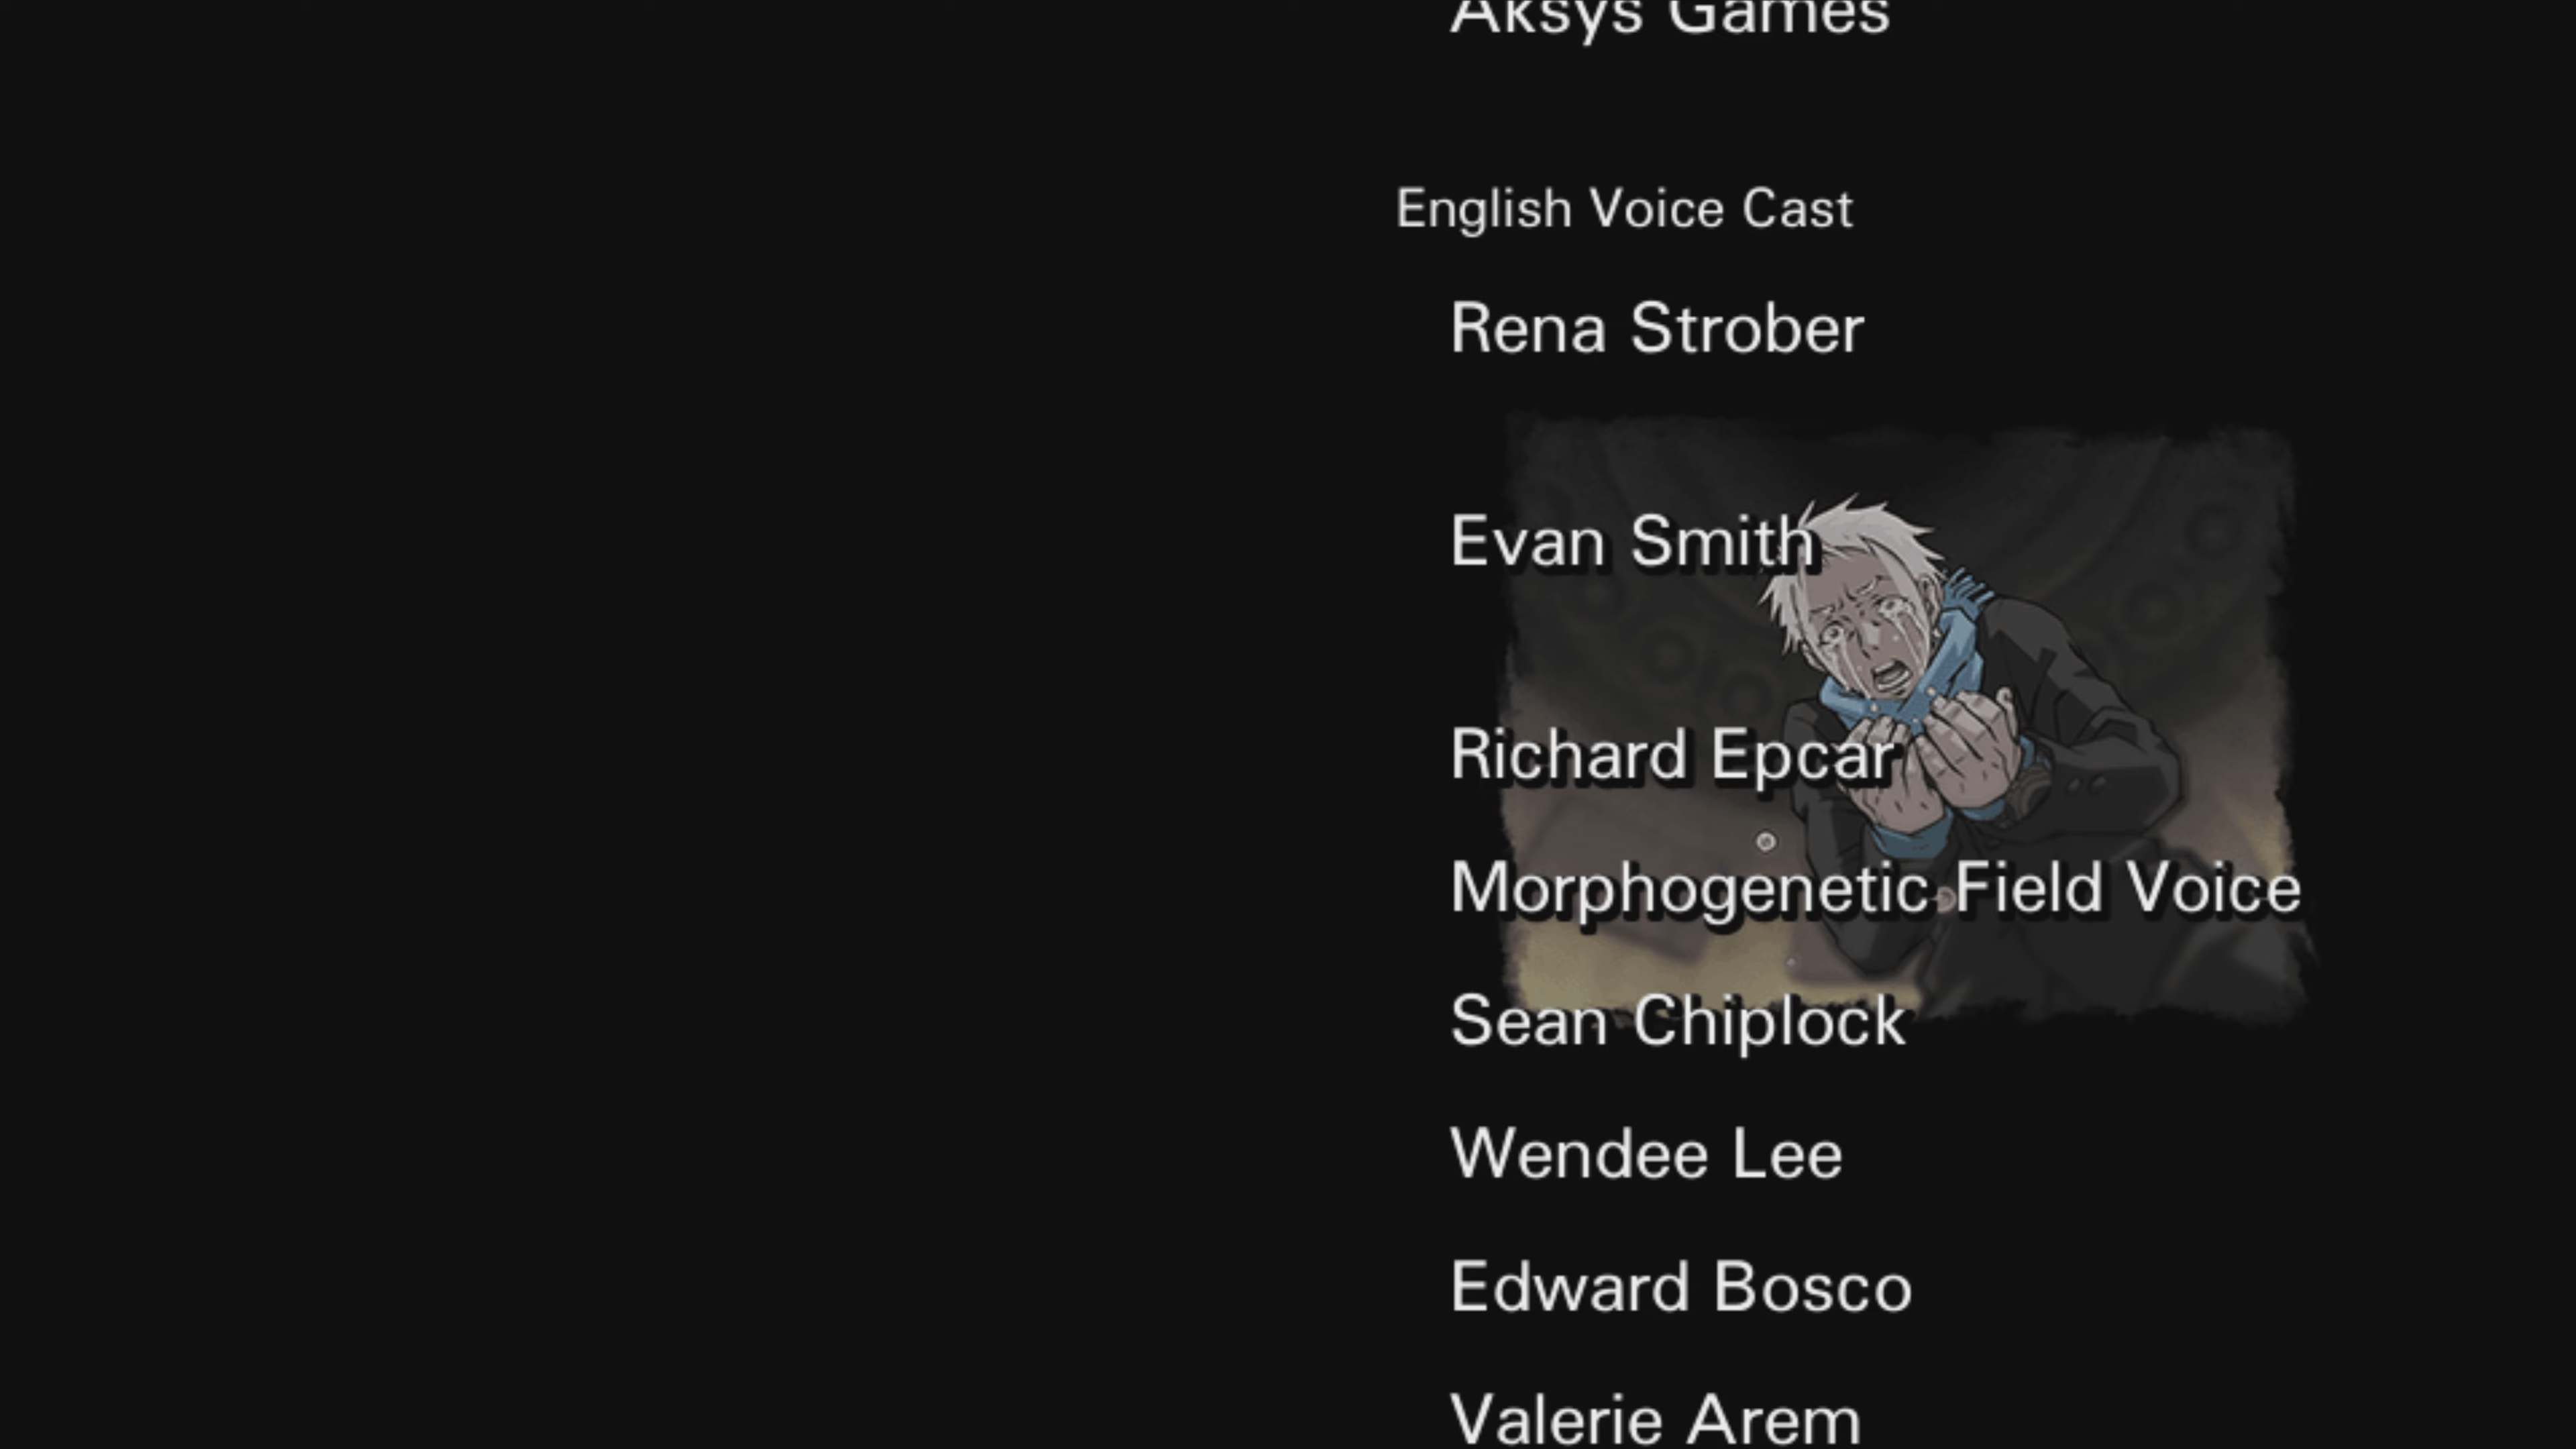 Aksys Games
English Voice Cast
Rena Strober
Evan Smith
Richard Epcar
Morphogenetic Field Voice
Sean Chiplock
Wendee Lee
Edward Bosco
Valerie Arem